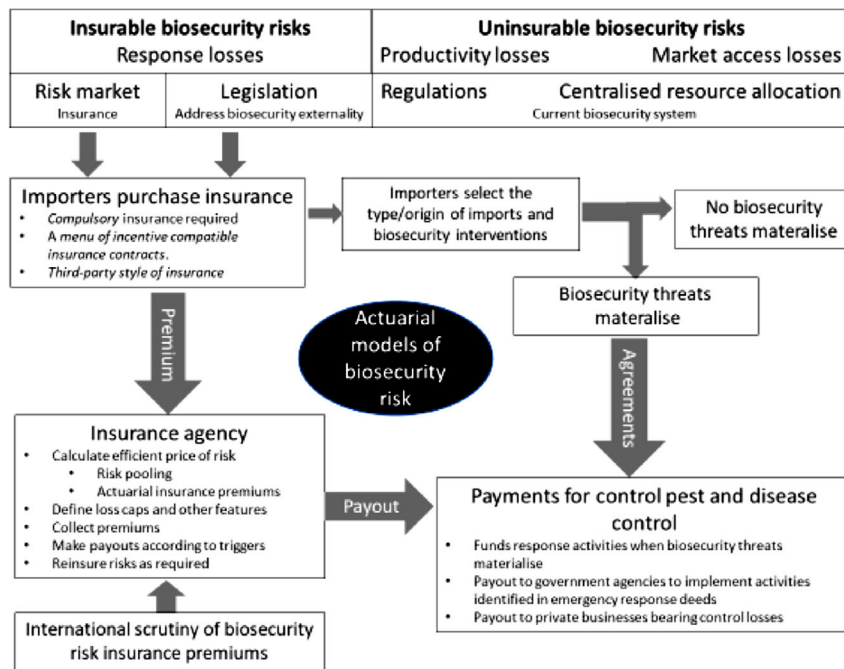 Insurable biosecurity risks
Response losses
Uninsurable biosecurity risks
Productivity losses
Market access losses
Risk market
Insurance
Legislation
Address biosecurity externality
Regulations
Centralised resource allocation
Current biosecurity system
Importers purchase insurance
• Compulsory insurance required
• A menu of incentive compatible
insurance contracts.
• Third-party style of insurance
Importers select the
type/origin of imports and
biosecurity interventions
No biosecurity
threats materialise
Biosecurity threats
materalise
Premium
Actuarial
models of
biosecurity
risk
Agreements
Insurance agency
• Calculate efficient price of risk
• Risk pooling
• Actuarial insurance premiums
• Define loss caps and other features
• Collect premiums
• Make payouts according to triggers
• Reinsure risks as required
Payout
Payments for control pest and disease
control
• Funds response activities when biosecurity threats
materialise
• Payout to government agencies to implement activities
identified in emergency response deeds
• Payout to private businesses bearing control losses
International scrutiny of biosecurity
risk insurance premiums